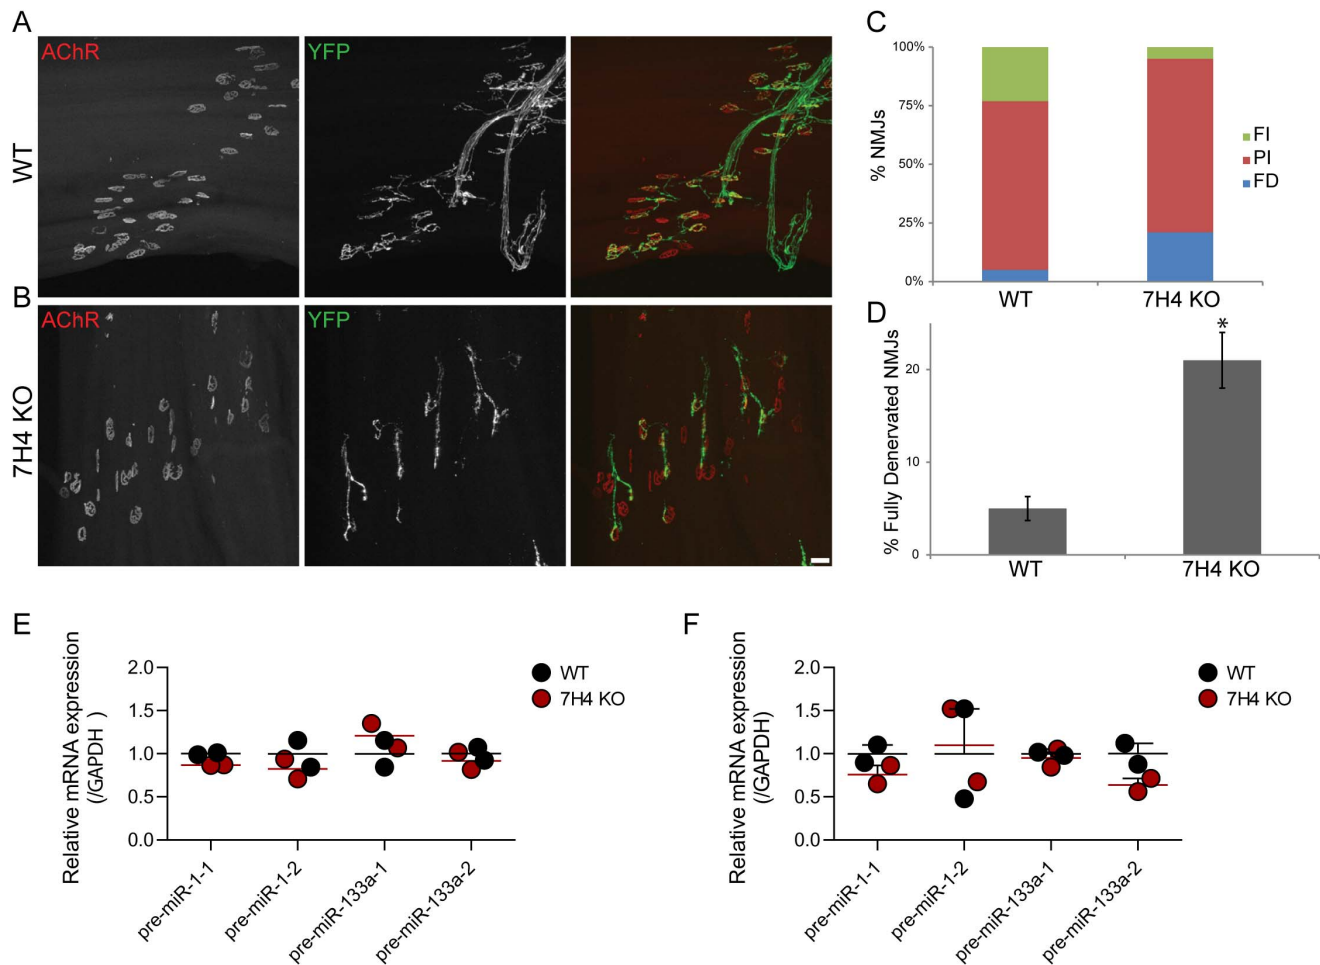 A
AChR
YFP
WT
B
AChR
YFP
7H4 KO
C
100%
75%
50%
25%
0%
% NMJs
WT
7H4 KO
FI
PI
FD
D
*
20
10
0
% Fully Denervated NMJs
WT
7H4 KO
E
Relative mRNA expression
(/GAPDH )
2.0
1.5
1.0
0.5
0.0
WT
7H4 KO
pre-miR-1-1
pre-miR-1-2
pre-miR-133a-1
pre-miR-133a-2
F
Relative mRNA expression
(/GAPDH)
2.0
1.5
1.0
0.5
0.0
WT
7H4 KO
pre-miR-1-1
pre-miR-1-2
pre-miR-133a-1
pre-miR-133a-2